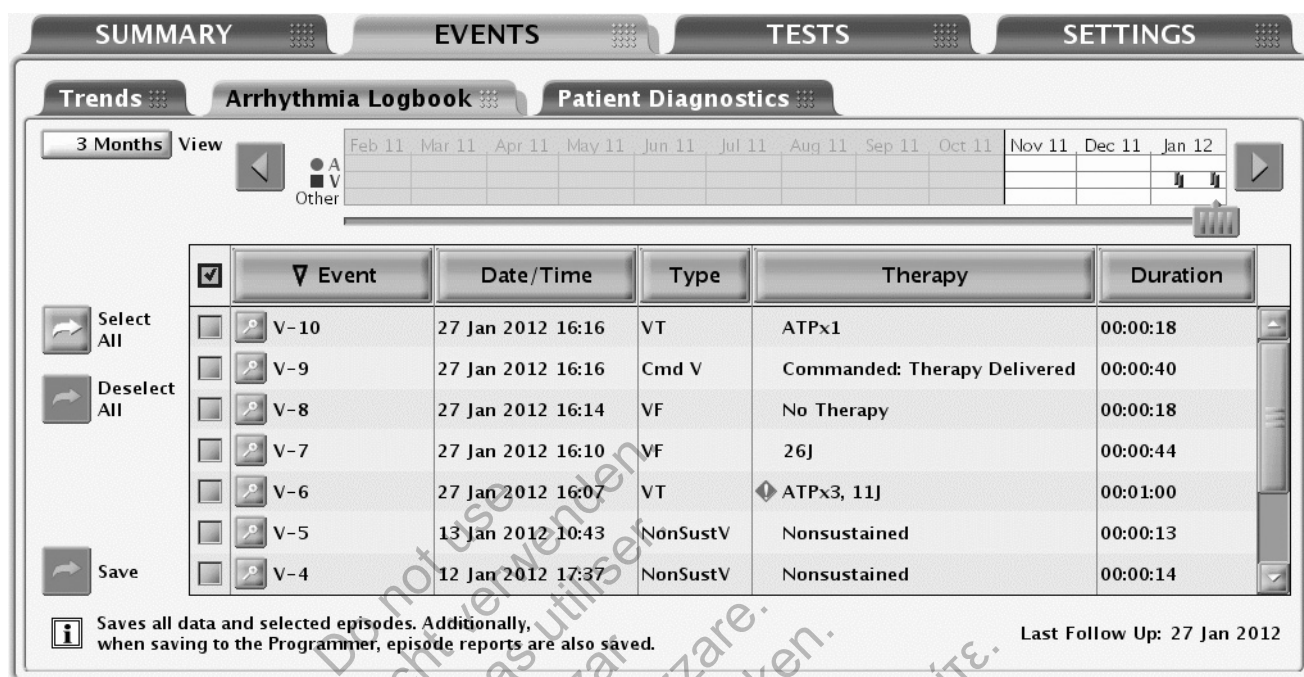 SUMMARY EVENTS TESTS SETTINGS
Trends Arrhythmia Logbook Patient Diagnostics
3 Months View
Feb 11 Mar 11 Apr 11 May 11 Jun 11 Jul 11 Aug 11 Sep 11 Oct 11 Nov 11 Dec 11 Jan 12
A
V
Other
Event Date/Time Type Therapy Duration
Select All
Deselect All
Save
V-10 27 Jan 2012 16:16 VT ATPx1 00:00:18
V-9 27 Jan 2012 16:16 Cmd V Commanded: Therapy Delivered 00:00:40
V-8 27 Jan 2012 16:14 VF No Therapy 00:00:18
V-7 27 Jan 2012 16:10 VF 26J 00:00:44
V-6 27 Jan 2012 16:07 VT ATPx3, 11J 00:01:00
V-5 13 Jan 2012 10:43 NonSustV Nonsustained 00:00:13
V-4 12 Jan 2012 17:37 NonSustV Nonsustained 00:00:14
i Saves all data and selected episodes. Additionally,
when saving to the Programmer, episode reports are also saved.
Last Follow Up: 27 Jan 2012
Do not use
verwenden
utiliser.